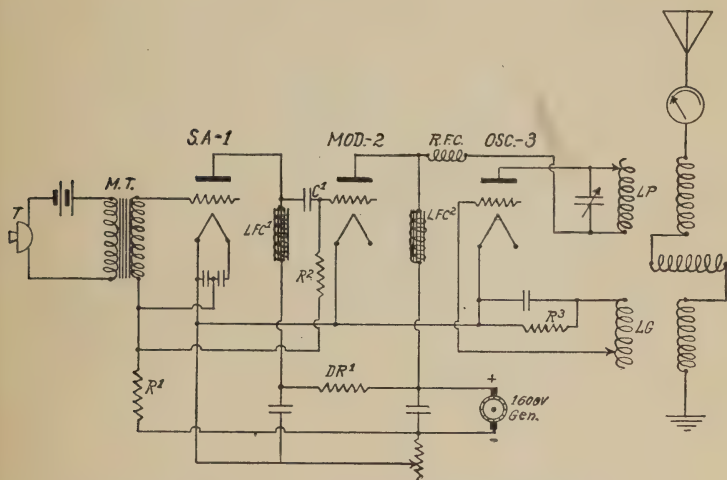 S.A-1
MOD.-2
R.F.C.
OSC.-3
M.T.
T
C¹
LFC¹
LFC²
LP
R²
R³
LG
R¹
DR¹
+
1600V
Gen.
-